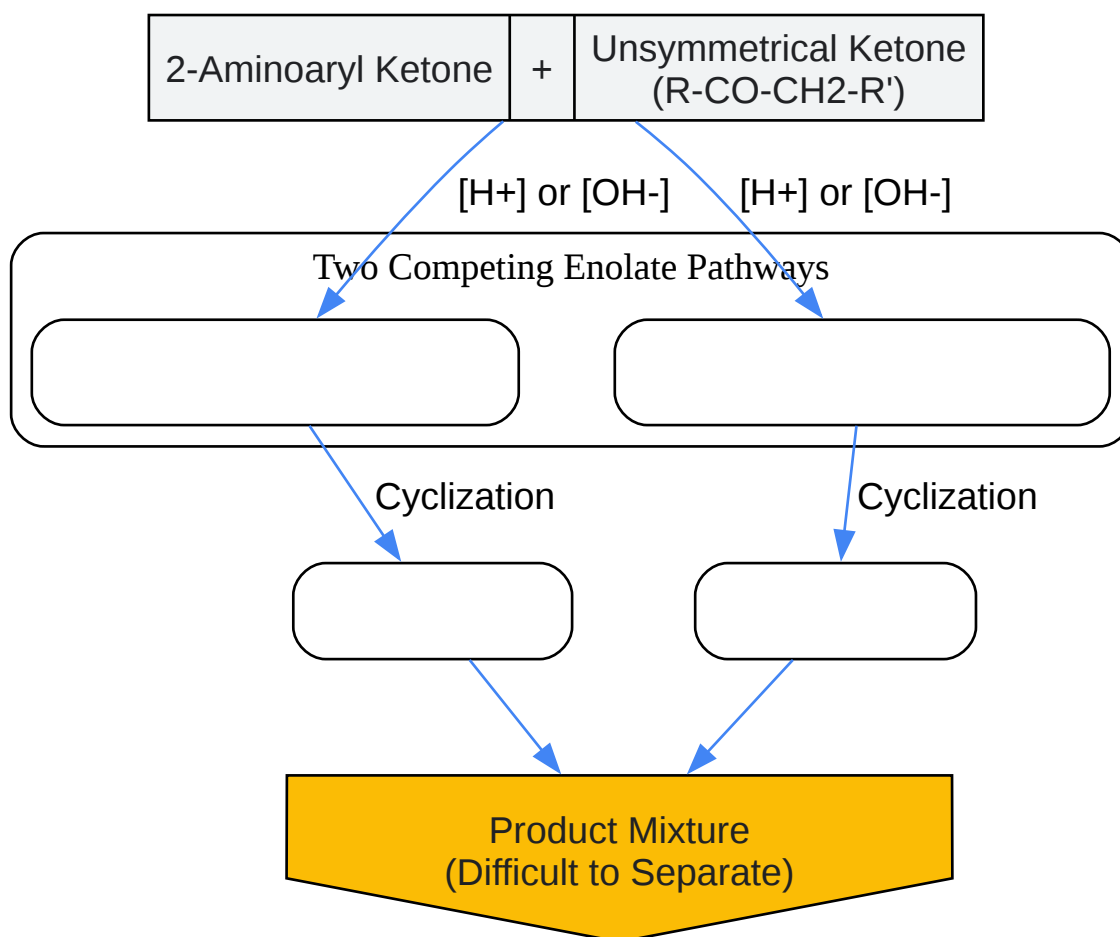 2-Aminoaryl Ketone
+
Unsymmetrical Ketone
(R-CO-CH2-R')
[H+] or [OH-]
[H+] or [OH-]
Two Competing Enolate Pathways
Cyclization
Cyclization
Product Mixture
(Difficult to Separate)